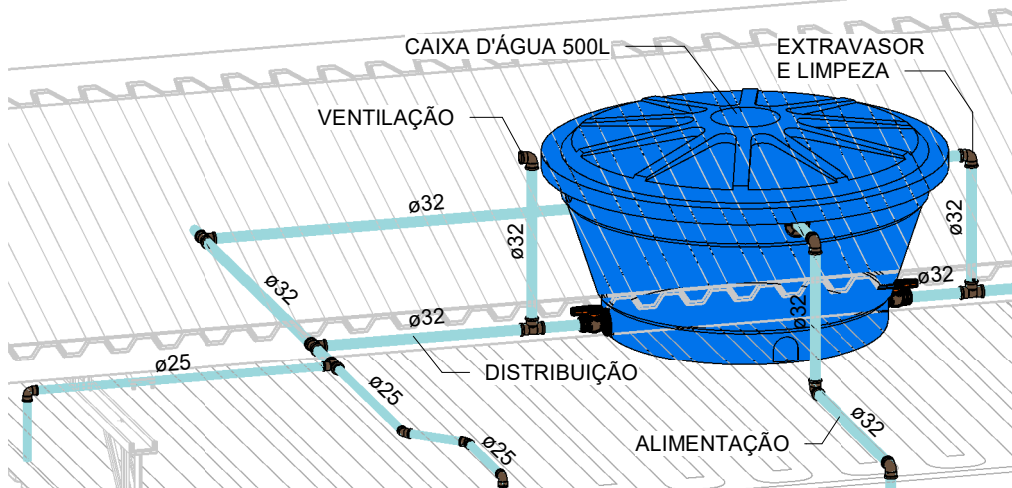 CAIXA D'ÁGUA 500L
EXTRAVASOR
E LIMPEZA
VENTILAÇÃO
ø32
ø32
ø32
ø32
ø32
ø32
ø32
ø25
DISTRIBUIÇÃO
ø25
ø32
ALIMENTAÇÃO
ø25